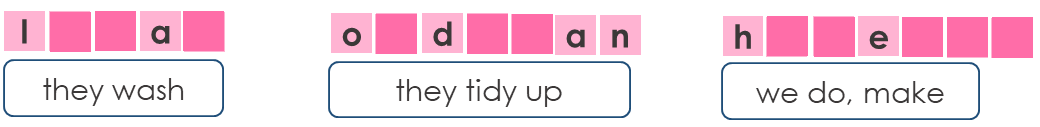 l a
they wash
o d a n
they tidy up
h e
we do, make